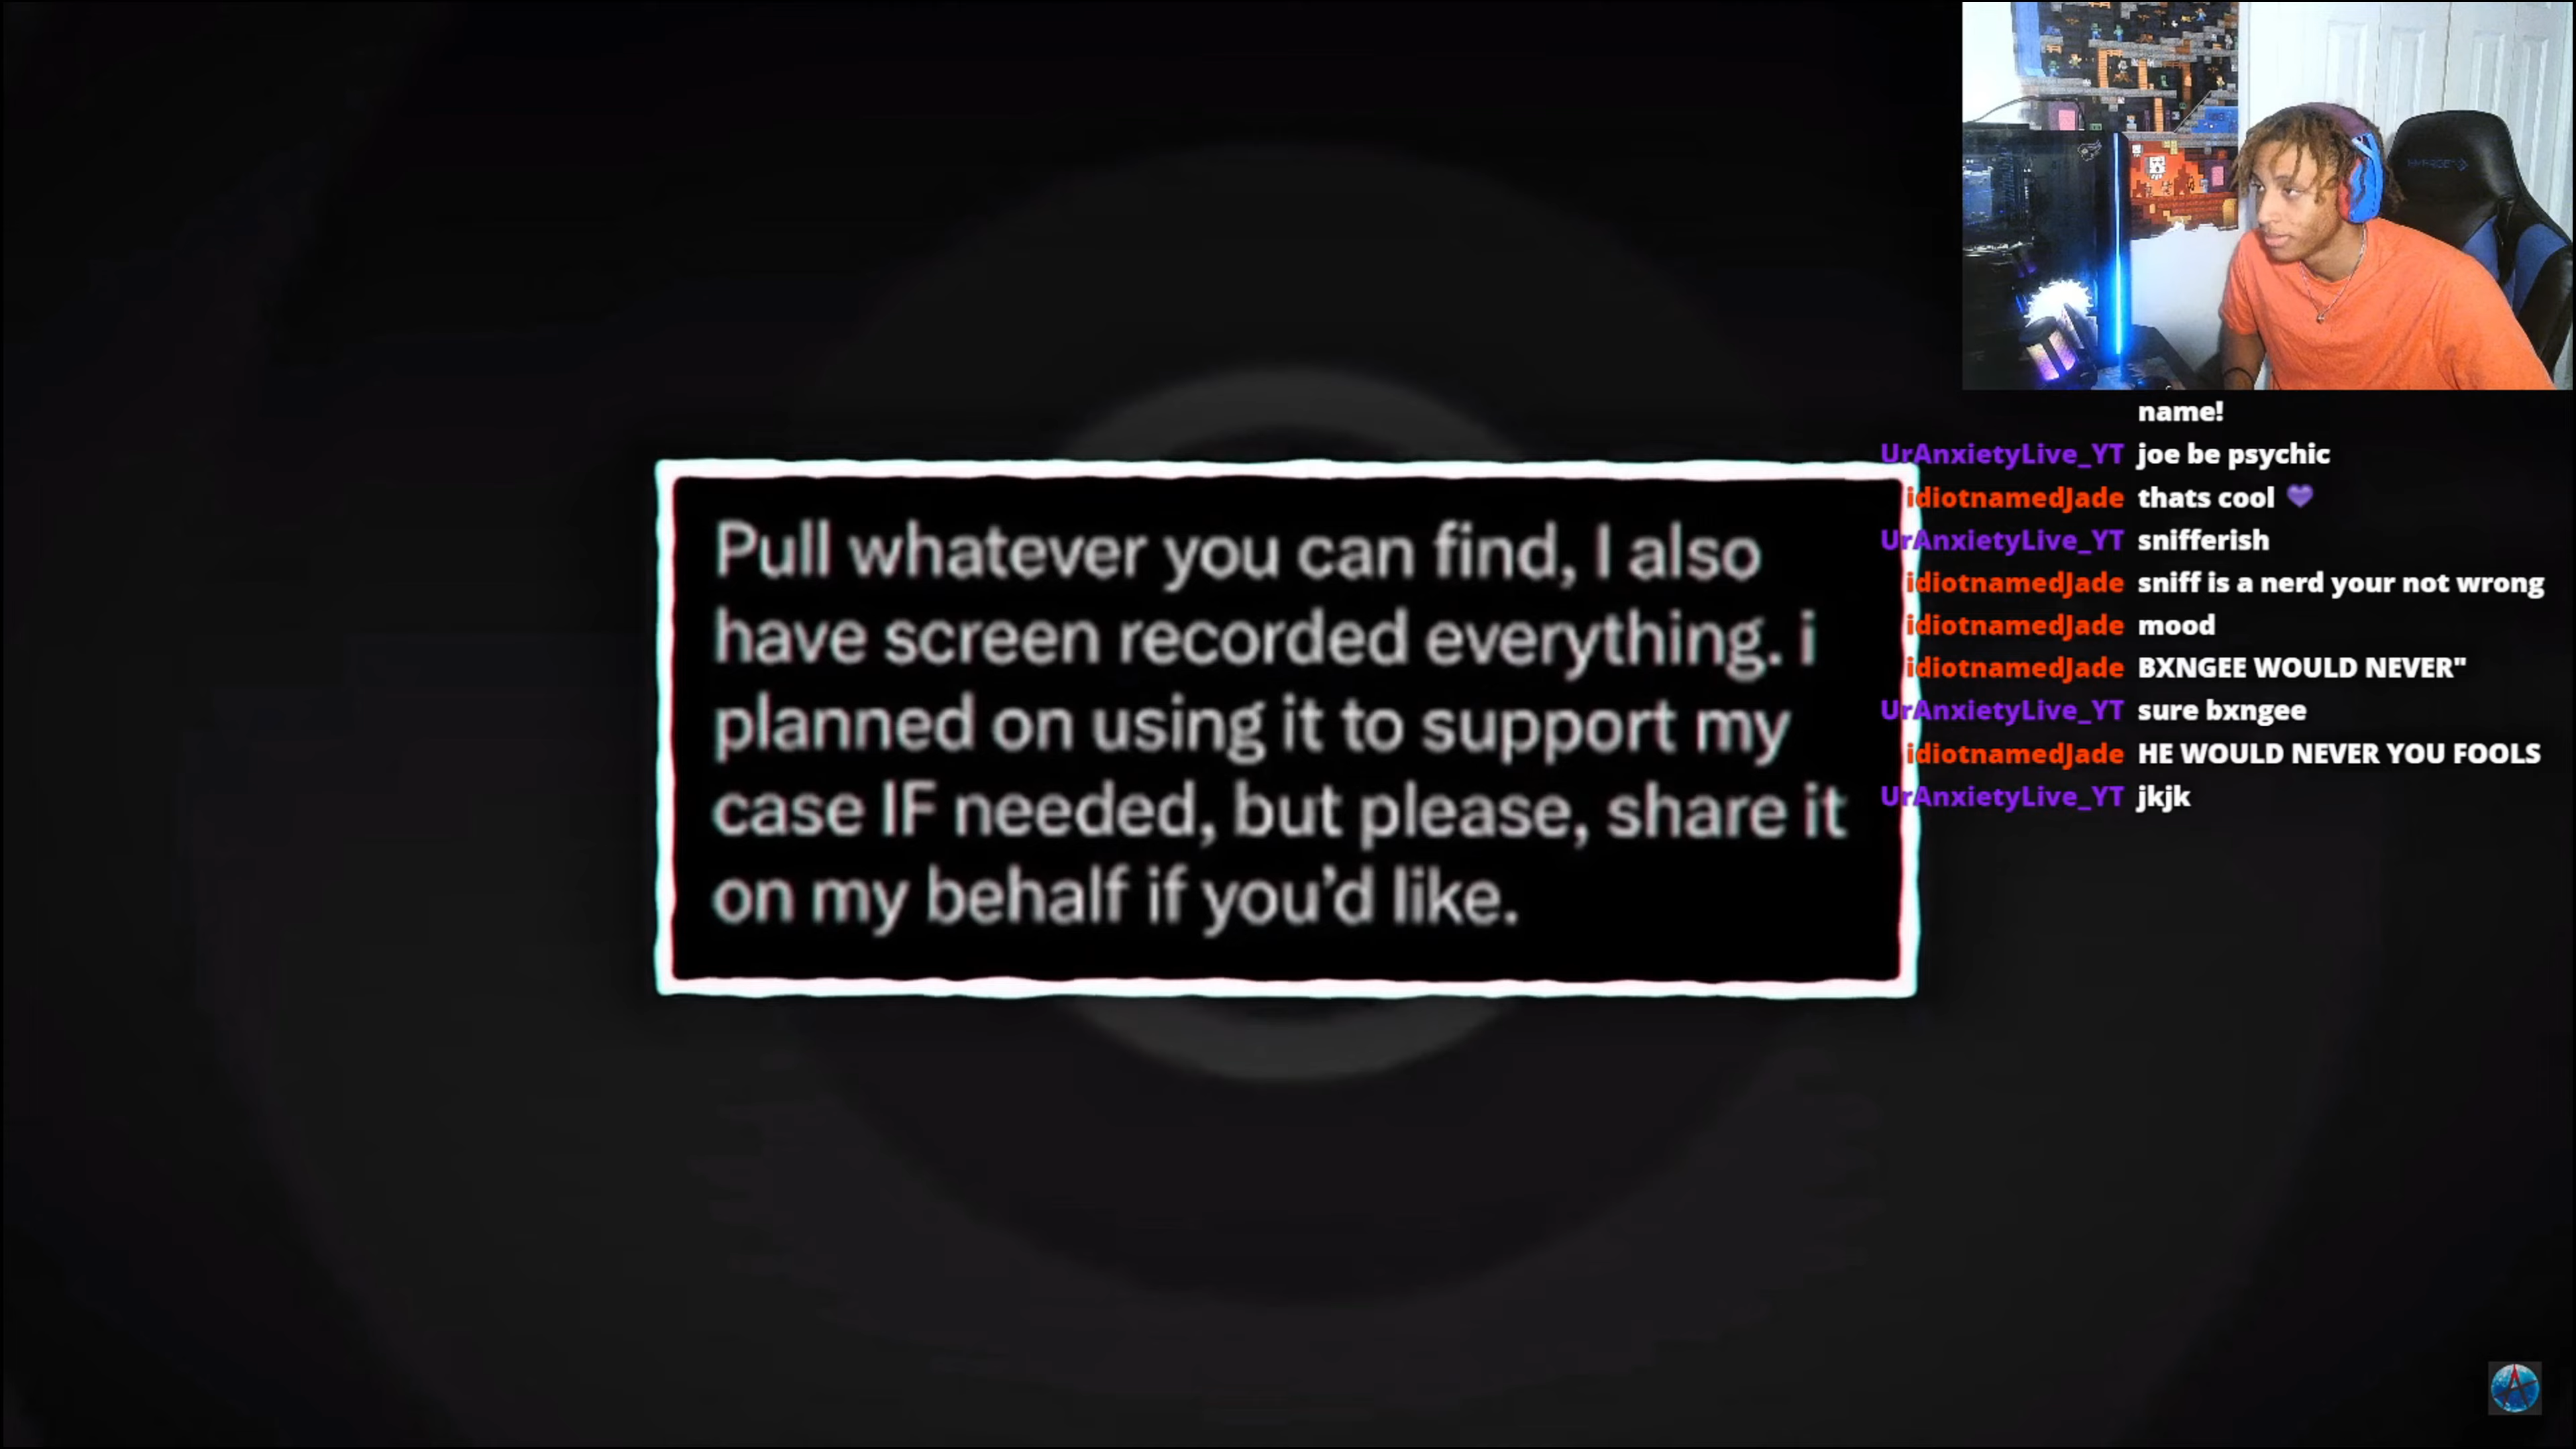 Pull whatever you can find, I also
have screen recorded everything. i
planned on using it to support my
case IF needed, but please, share it
on my behalf if you’d like.
name!
UrAnxietyLive_YT joe be psychic
idiotnamedJade thats cool 💜
UrAnxietyLive_YT snifferish
idiotnamedJade sniff is a nerd your not wrong
idiotnamedJade mood
idiotnamedJade BXNGEE WOULD NEVER"
UrAnxietyLive_YT sure bxngee
idiotnamedJade HE WOULD NEVER YOU FOOLS
UrAnxietyLive_YT jkjk